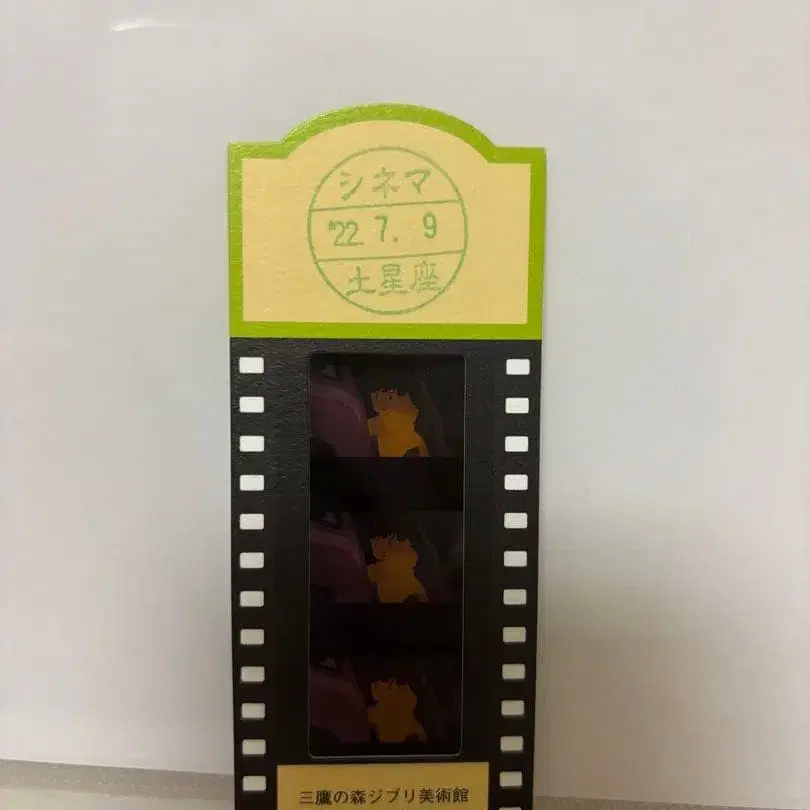 シネマ
'22. 7. 9
土星座
三鷹の森ジブリ美術館